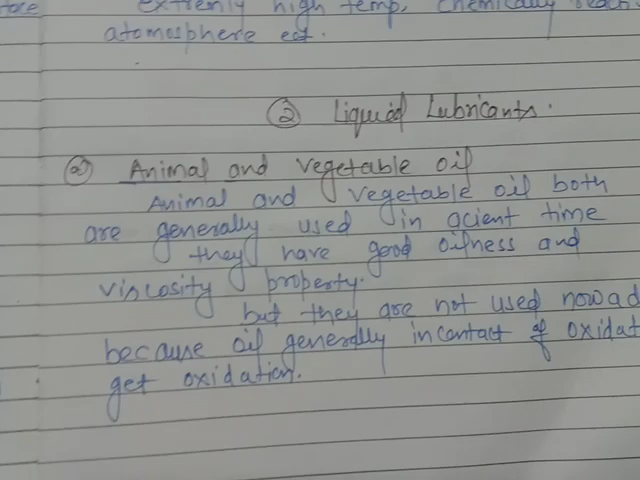 extremly high temp, chemically
atomosphere ect.
② Liquid Lubricants.
ⓐ Animal and vegetable oil
Animal and vegetable oil both
are generally used in acient time
they have good oilness and
viscosity property.
but they are not used nowad
because oil generally in contact of oxidat
get oxidation.